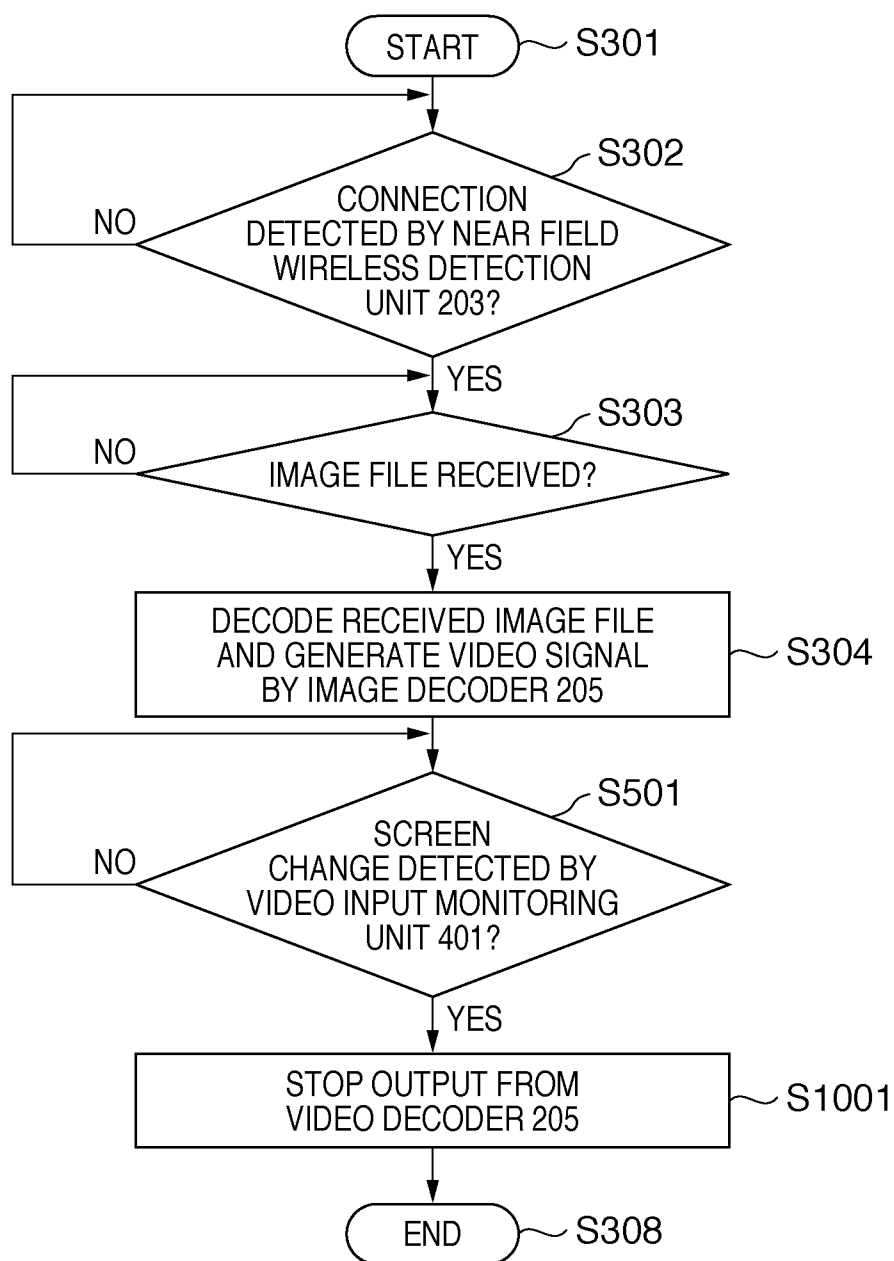 START
S301
S302
CONNECTION
DETECTED BY NEAR FIELD
WIRELESS DETECTION
UNIT 203?
NO
YES
S303
IMAGE FILE RECEIVED?
NO
YES
DECODE RECEIVED IMAGE FILE
AND GENERATE VIDEO SIGNAL
BY IMAGE DECODER 205
S304
S501
SCREEN
CHANGE DETECTED BY
VIDEO INPUT MONITORING
UNIT 401?
NO
YES
STOP OUTPUT FROM
VIDEO DECODER 205
S1001
END
S308